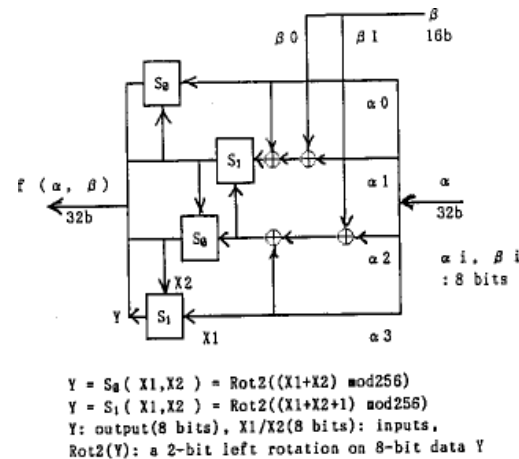 β
β0
β1
16b
S₀
α0
S₁
f (α, β)
α1
α
32b
32b
S₀
α2
α i, β i
: 8 bits
X2
Y
S₁
X1
α3
Y = S₀( X1,X2 ) = Rot2((X1+X2) mod256)
Y = S₁( X1,X2 ) = Rot2((X1+X2+1) mod256)
Y: output(8 bits), X1/X2(8 bits): inputs,
Rot2(Y): a 2-bit left rotation on 8-bit data Y